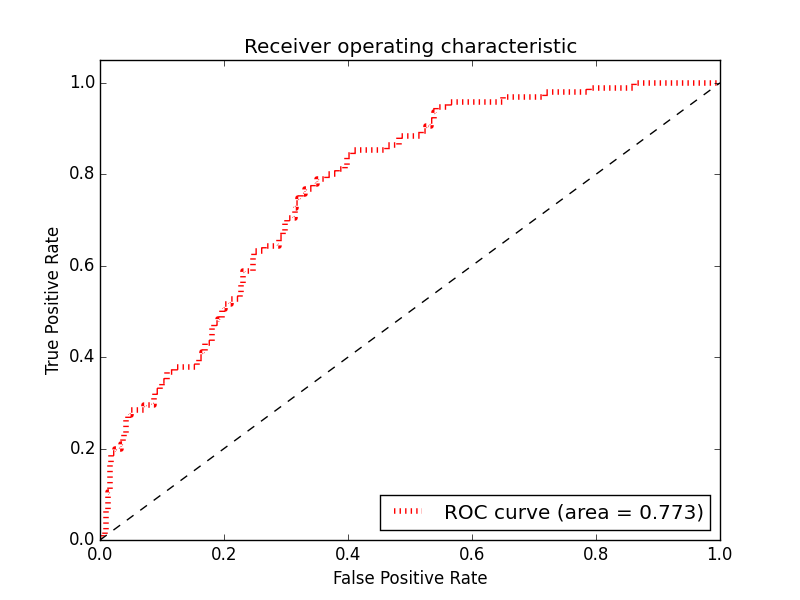 Receiver operating characteristic
True Positive Rate
1.0
0.8
0.6
0.4
0.2
0.0
ROC curve (area = 0.773)
0.0 0.2 0.4 0.6 0.8 1.0
False Positive Rate